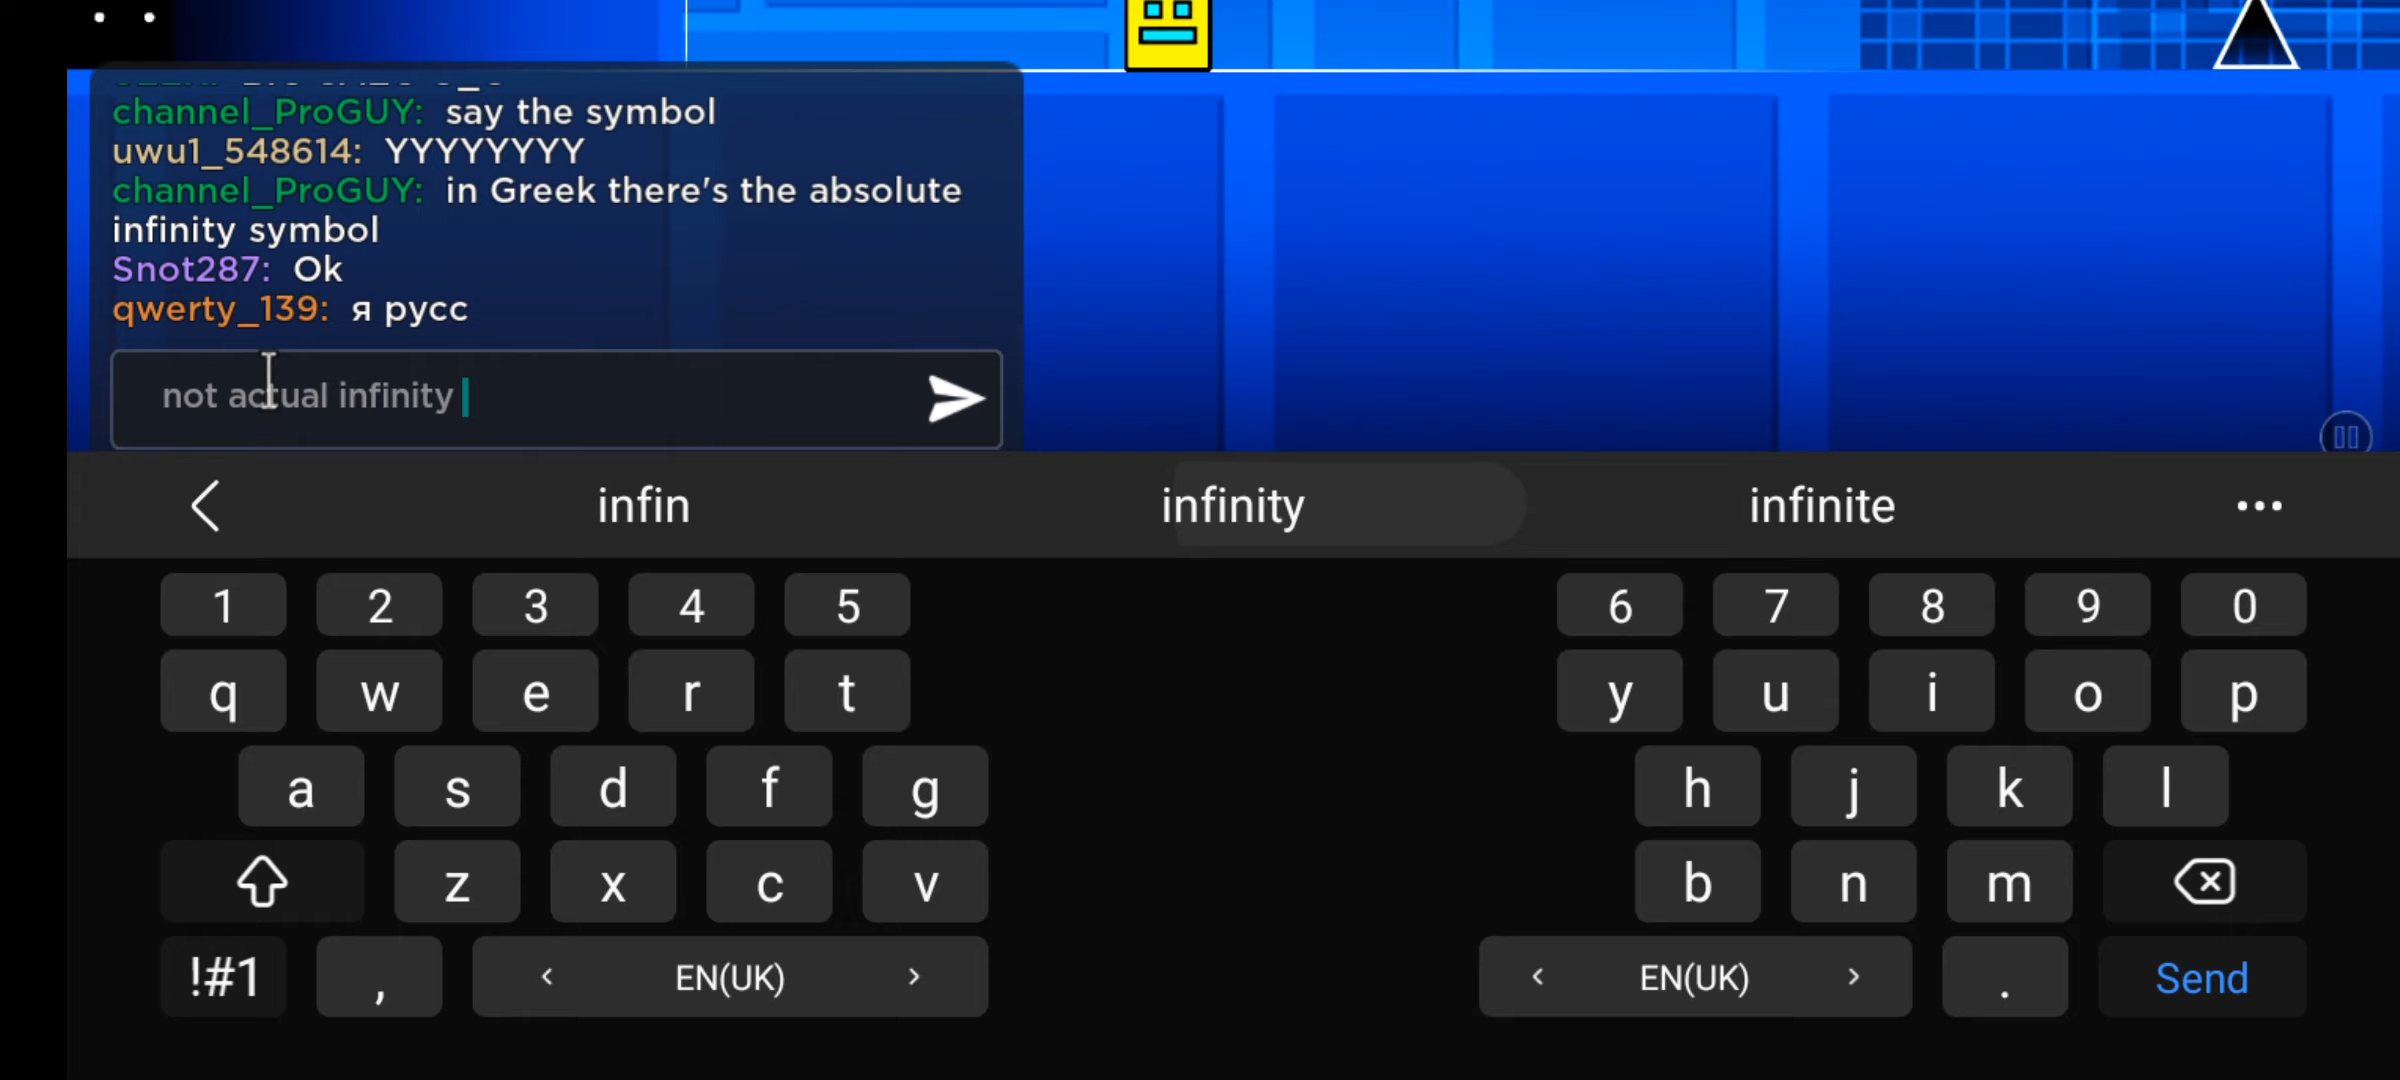 channel_ProGUY: say the symbol
uwu1_548614: YYYYYYYY
channel_ProGUY: in Greek there's the absolute
infinity symbol
Snot287: Ok
qwerty_139: я русс
not actual infinity
infin infinity infinite ...
1 2 3 4 5 6 7 8 9 0
q w e r t y u i o p
a s d f g h j k l
z x c v b n m
!#1 , < EN(UK) > < EN(UK) > . Send